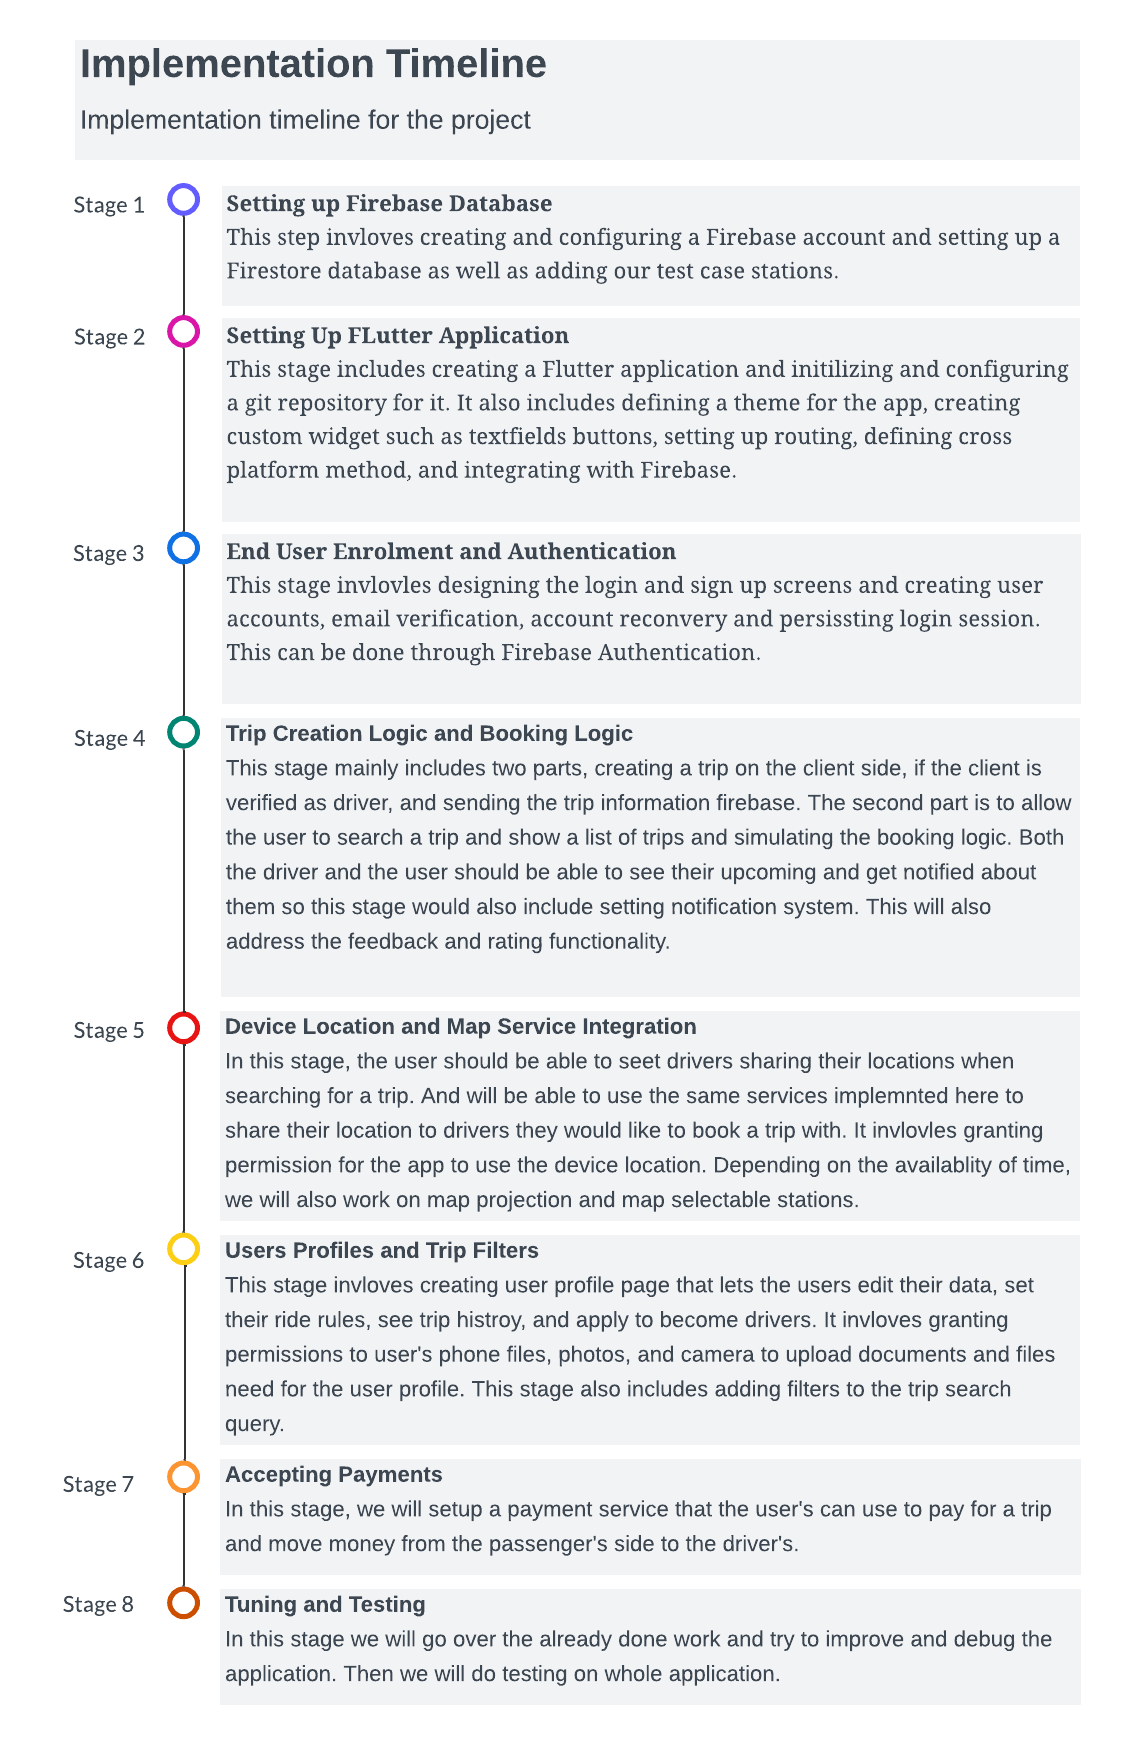 Implementation Timeline
Implementation timeline for the project
Stage 1
Setting up Firebase Database
This step invloves creating and configuring a Firebase account and setting up a
Firestore database as well as adding our test case stations.
Stage 2
Setting Up FLutter Application
This stage includes creating a Flutter application and initilizing and configuring
a git repository for it. It also includes defining a theme for the app, creating
custom widget such as textfields buttons, setting up routing, defining cross
platform method, and integrating with Firebase.
Stage 3
End User Enrolment and Authentication
This stage invlovles designing the login and sign up screens and creating user
accounts, email verification, account reconvery and persissting login session.
This can be done through Firebase Authentication.
Stage 4
Trip Creation Logic and Booking Logic
This stage mainly includes two parts, creating a trip on the client side, if the client is
verified as driver, and sending the trip information firebase. The second part is to allow
the user to search a trip and show a list of trips and simulating the booking logic. Both
the driver and the user should be able to see their upcoming and get notified about
them so this stage would also include setting notification system. This will also
address the feedback and rating functionality.
Stage 5
Device Location and Map Service Integration
In this stage, the user should be able to seet drivers sharing their locations when
searching for a trip. And will be able to use the same services implemnted here to
share their location to drivers they would like to book a trip with. It invlovles granting
permission for the app to use the device location. Depending on the availablity of time,
we will also work on map projection and map selectable stations.
Stage 6
Users Profiles and Trip Filters
This stage invloves creating user profile page that lets the users edit their data, set
their ride rules, see trip histroy, and apply to become drivers. It invloves granting
permissions to user's phone files, photos, and camera to upload documents and files
need for the user profile. This stage also includes adding filters to the trip search
query.
Stage 7
Accepting Payments
In this stage, we will setup a payment service that the user's can use to pay for a trip
and move money from the passenger's side to the driver's.
Stage 8
Tuning and Testing
In this stage we will go over the already done work and try to improve and debug the
application. Then we will do testing on whole application.